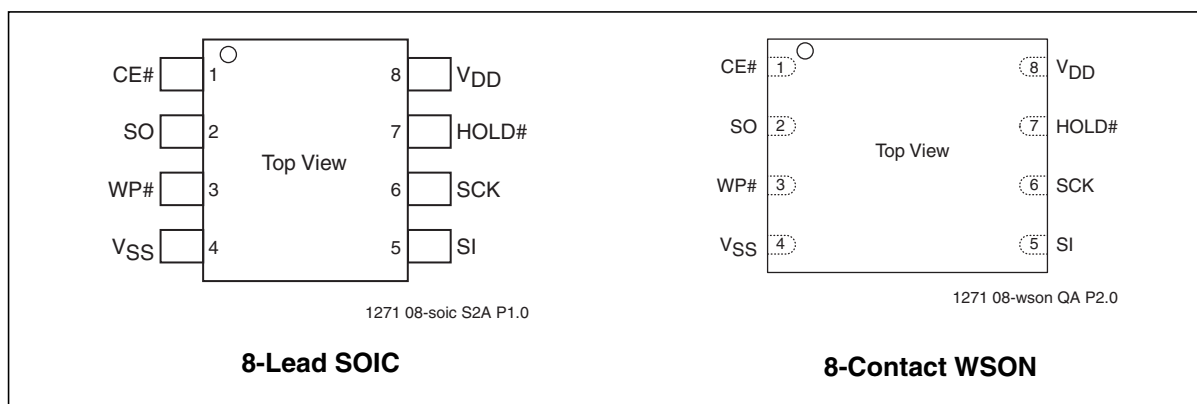 CE# 1 8 VDD
SO 2 7 HOLD#
Top View
WP# 3 6 SCK
VSS 4 5 SI
1271 08-soic S2A P1.0
8-Lead SOIC
CE# 1 8 VDD
SO 2 7 HOLD#
Top View
WP# 3 6 SCK
VSS 4 5 SI
1271 08-wson QA P2.0
8-Contact WSON